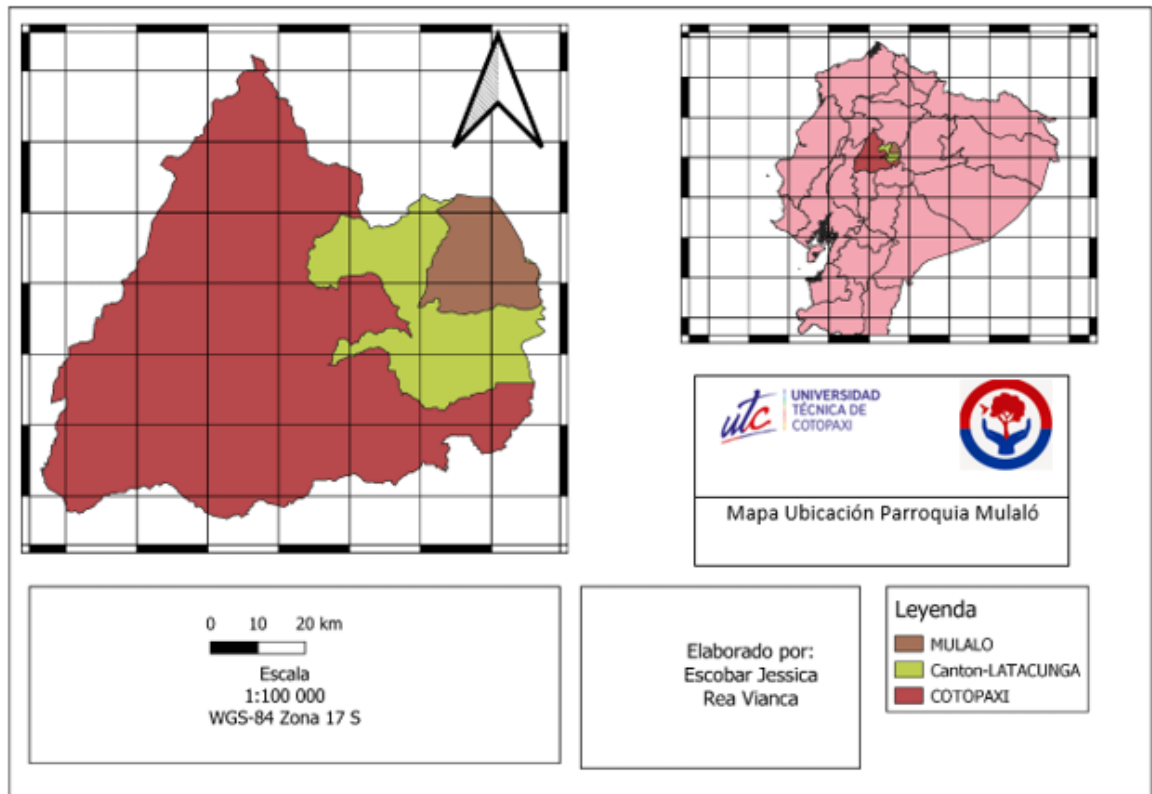 utc
UNIVERSIDAD
TÉCNICA DE
COTOPAXI
Mapa Ubicación Parroquia Mulaló
0 10 20 km
Escala
1:100 000
WGS-84 Zona 17 S
Elaborado por:
Escobar Jessica
Rea Vianca
Leyenda
MULALO
Canton-LATACUNGA
COTOPAXI